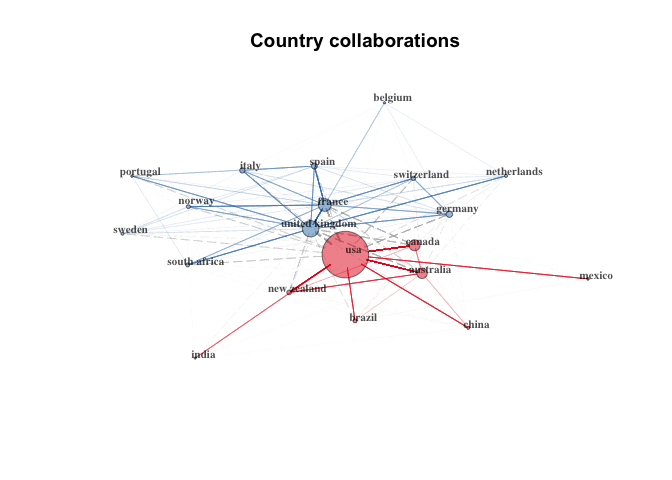 Country collaborations
belgium
portugal
italy
spain
switzerland
netherlands
norway
france
germany
sweden
united kingdom
usa
canada
south africa
australia
mexico
new zealand
brazil
china
india